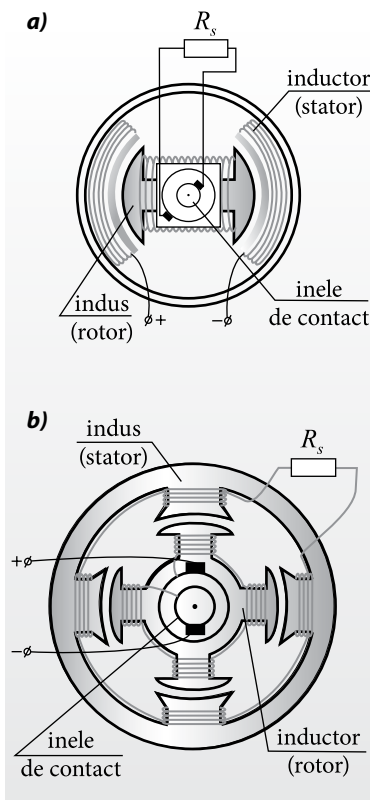 a)
Rs
inductor
(stator)
indus
(rotor)
+
−
inele
de contact
b)
indus
(stator)
Rs
+
−
inele
de contact
inductor
(rotor)